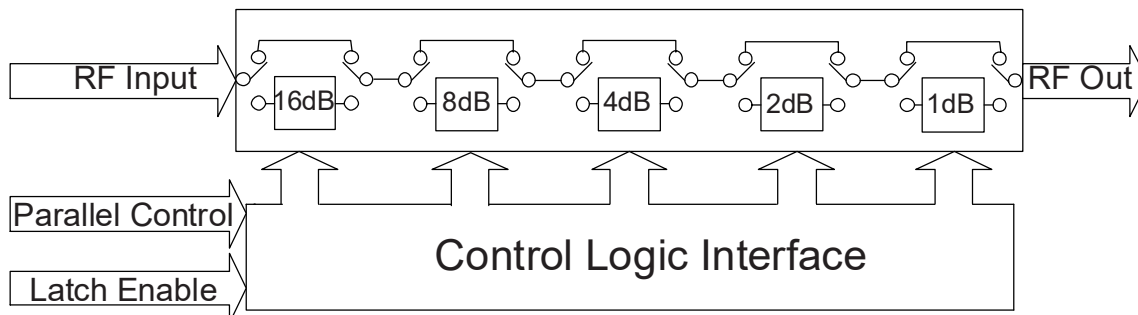 RF Input
16dB
8dB
4dB
2dB
1dB
RF Out
Parallel Control
Control Logic Interface
Latch Enable